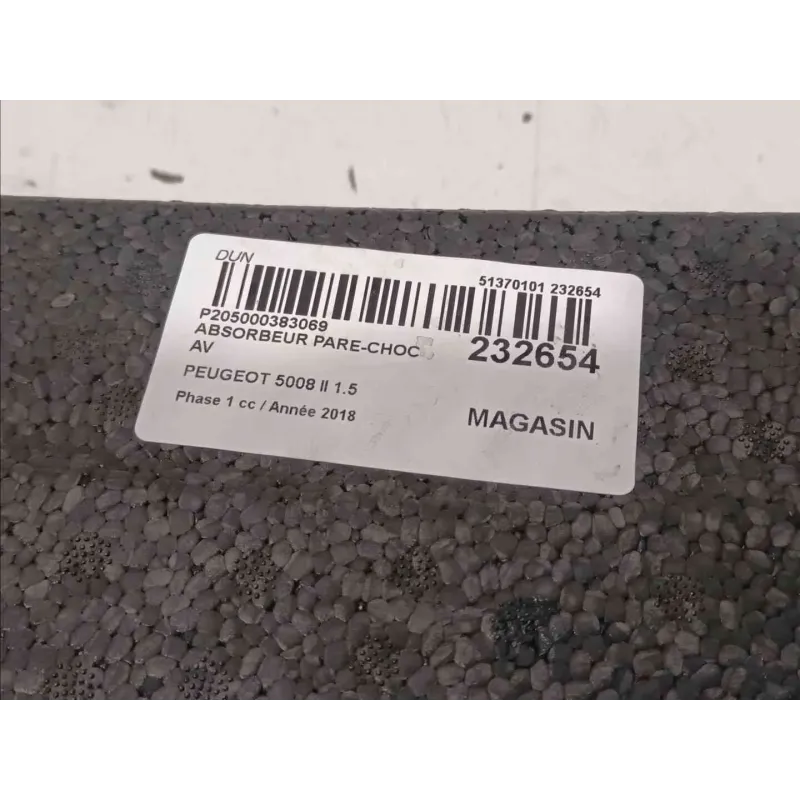 DUN
51370101 232654
P205000383069
ABSORBEUR PARE-CHOC
AV
232654
PEUGEOT 5008 II 1.5
Phase 1 cc / Année 2018
MAGASIN